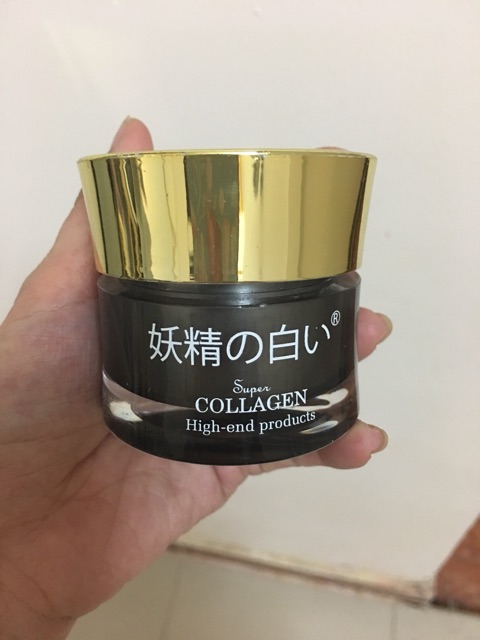 妖精の白い®
Super
COLLAGEN
High-end products